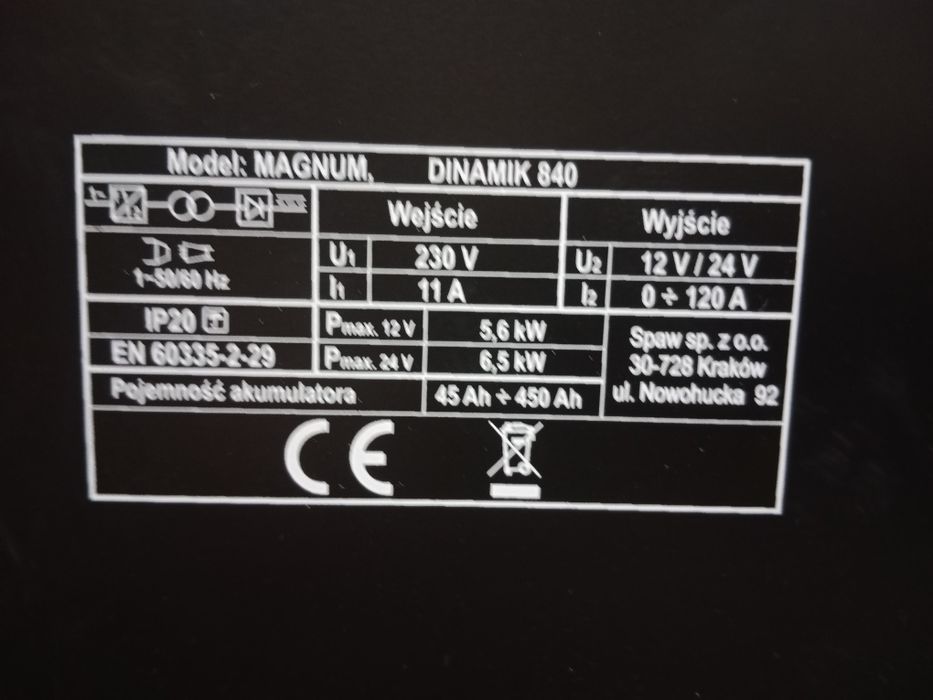 Model: MAGNUM, DINAMIK 840
Wejście
Wyjście
U1 230 V
U2 12 V / 24 V
1~50/60 Hz
I1 11 A
I2 0 ÷ 120 A
IP20
Pmax. 12 V 5,6 kW
EN 60335-2-29
Pmax. 24 V 6,5 kW
Spaw sp. z o.o.
30-728 Kraków
ul. Nowohucka 92
Pojemność akumulatora 45 Ah ÷ 450 Ah
CE